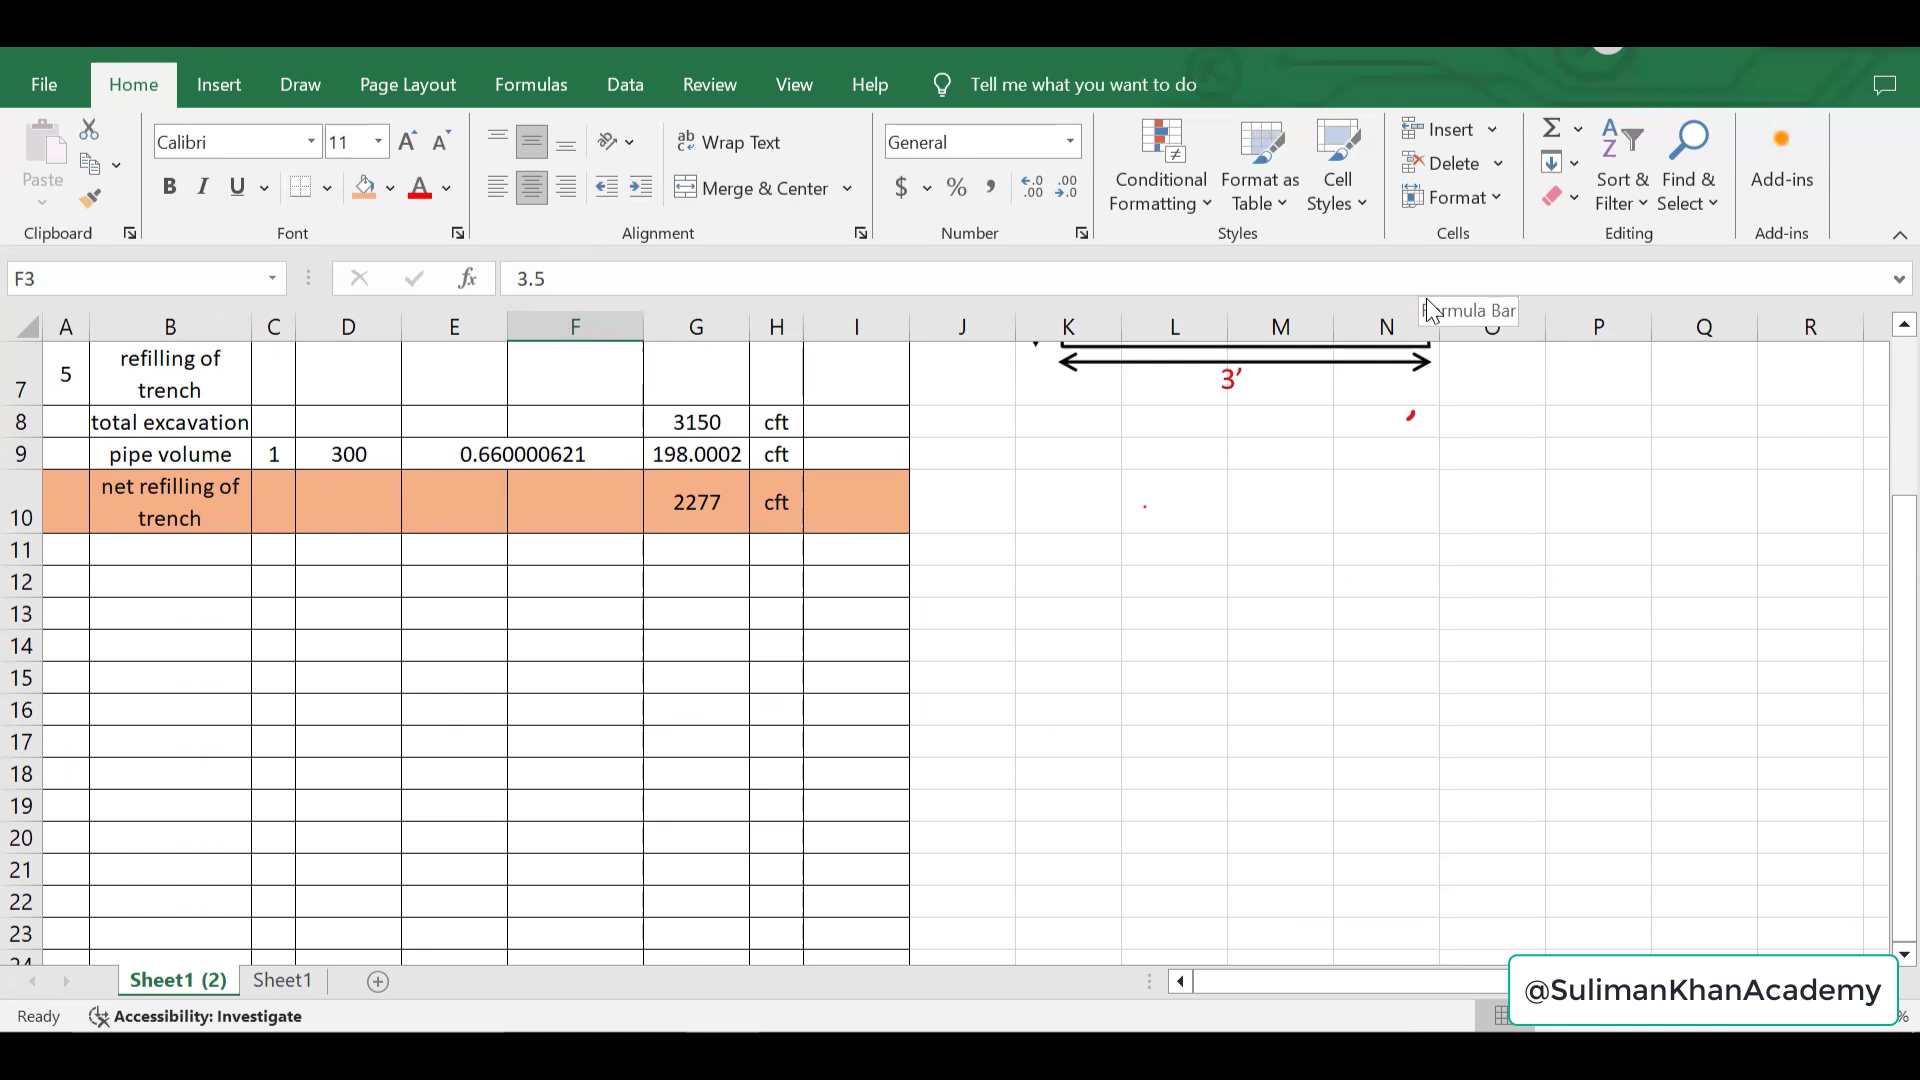 File Home Insert Draw Page Layout Formulas Data Review View Help Tell me what you want to do
Paste
Calibri 11
B I U
Wrap Text
Merge & Center
General
$ % ,
Conditional Formatting
Format as Table
Cell Styles
Insert
Delete
Format
Sort & Filter
Find & Select
Add-ins
Clipboard Font Alignment Number Styles Cells Editing Add-ins
F3 fx 3.5
A B C D E F G H I J K L M N O P Q R
7 5 refilling of trench
3’
8 total excavation 3150 cft
9 pipe volume 1 300 0.660000621 198.0002 cft
10 net refilling of trench 2277 cft
11
12
13
14
15
16
17
18
19
20
21
22
23
24
Sheet1 (2) Sheet1
@SulimanKhanAcademy
Ready Accessibility: Investigate %